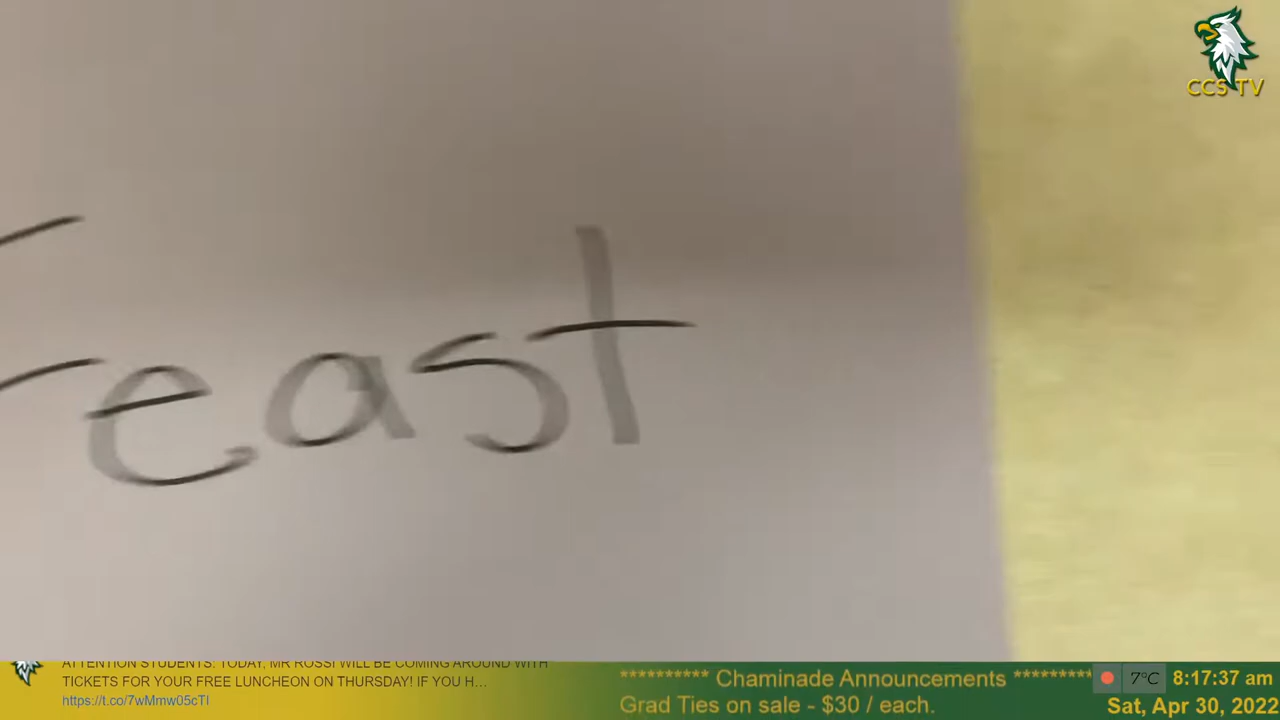 CCS TV
Feast
ATTENTION STUDENTS: TODAY, MR ROSSI WILL BE COMING AROUND WITH
TICKETS FOR YOUR FREE LUNCHEON ON THURSDAY! IF YOU H...
https://t.co/7wMmw05cTI
********** Chaminade Announcements **********
Grad Ties on sale - $30 / each.
7°C
8:17:37 am
Sat, Apr 30, 2022